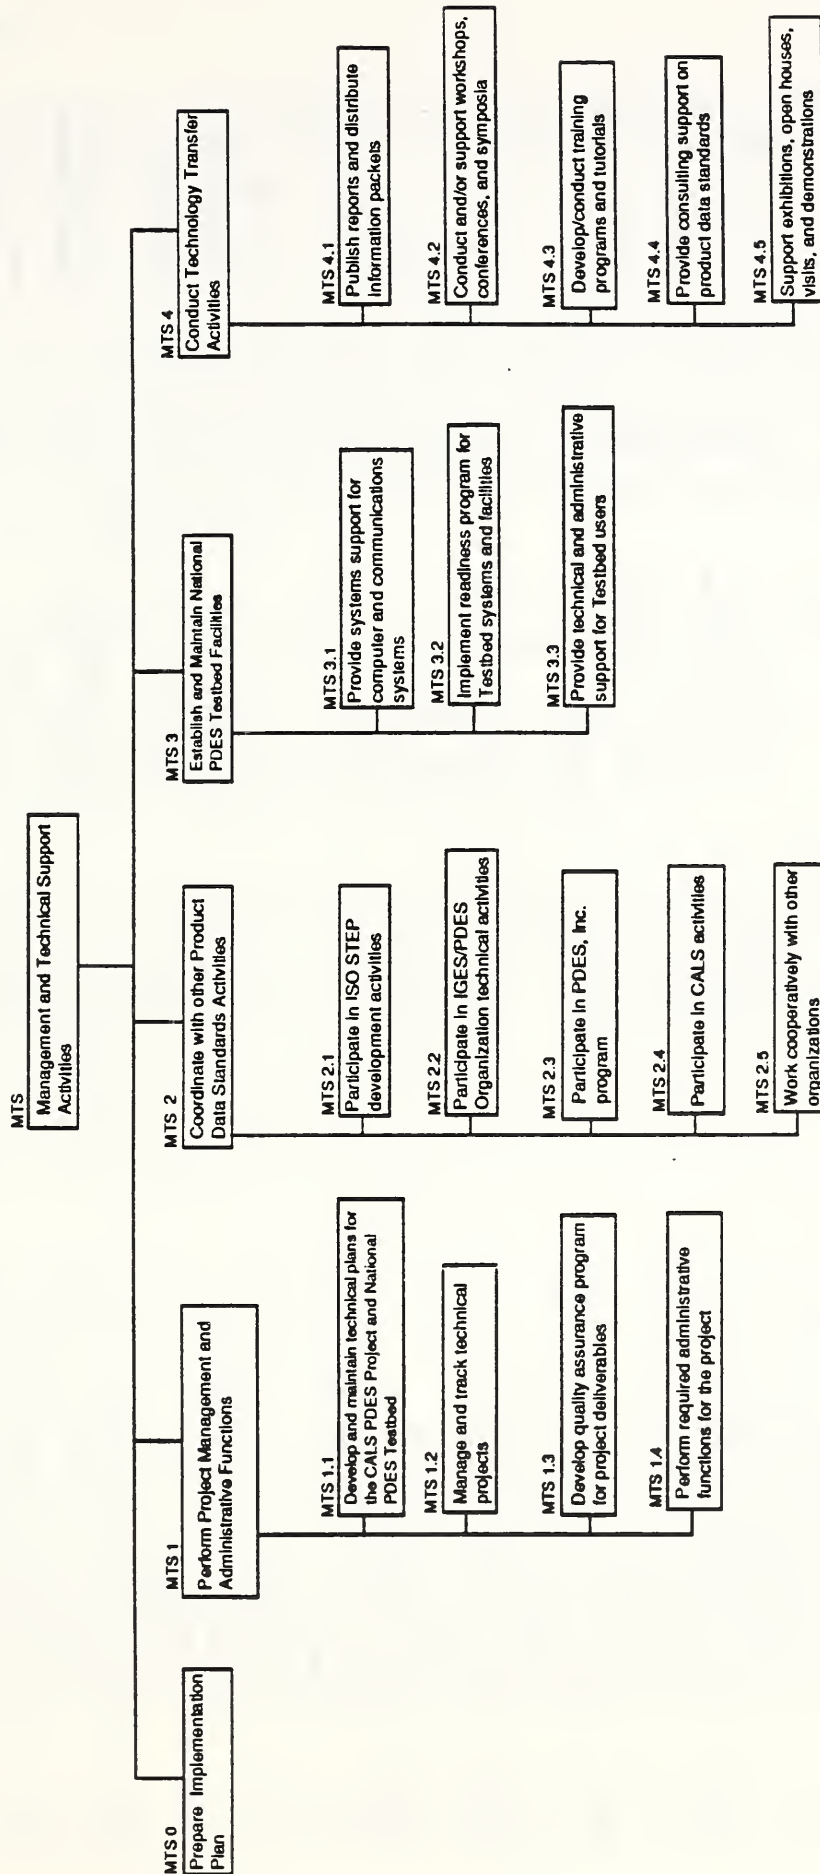 MTS
Management and Technical Support
Activities
MTS 0
Prepare Implementation
Plan
MTS 1
Perform Project Management and
Administrative Functions
MTS 1.1
Develop and maintain technical plans for
the CALS PDES Project and National
PDES Testbed
MTS 1.2
Manage and track technical
projects
MTS 1.3
Develop quality assurance program
for project deliverables
MTS 1.4
Perform required administrative
functions for the project
MTS 2
Coordinate with other Product
Data Standards Activities
MTS 2.1
Participate in ISO STEP
development activities
MTS 2.2
Participate in IGES/PDES
Organization technical activities
MTS 2.3
Participate in PDES, Inc.
program
MTS 2.4
Participate in CALS activities
MTS 2.5
Work cooperatively with other
organizations
MTS 3
Establish and Maintain National
PDES Testbed Facilities
MTS 3.1
Provide systems support for
computer and communications
systems
MTS 3.2
Implement readiness program for
Testbed systems and facilities
MTS 3.3
Provide technical and administrative
support for Testbed users
MTS 4
Conduct Technology Transfer
Activities
MTS 4.1
Publish reports and distribute
information packets
MTS 4.2
Conduct and/or support workshops,
conferences, and symposia
MTS 4.3
Develop/conduct training
programs and tutorials
MTS 4.4
Provide consulting support on
product data standards
MTS 4.5
Support exhibitions, open houses,
visits, and demonstrations